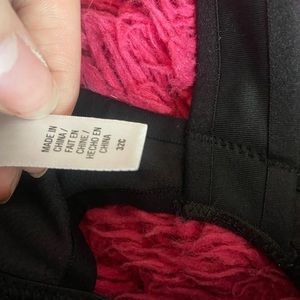 MADE IN
CHINA /
FAIT EN
CHINE /
HECHO EN
CHINA
32C